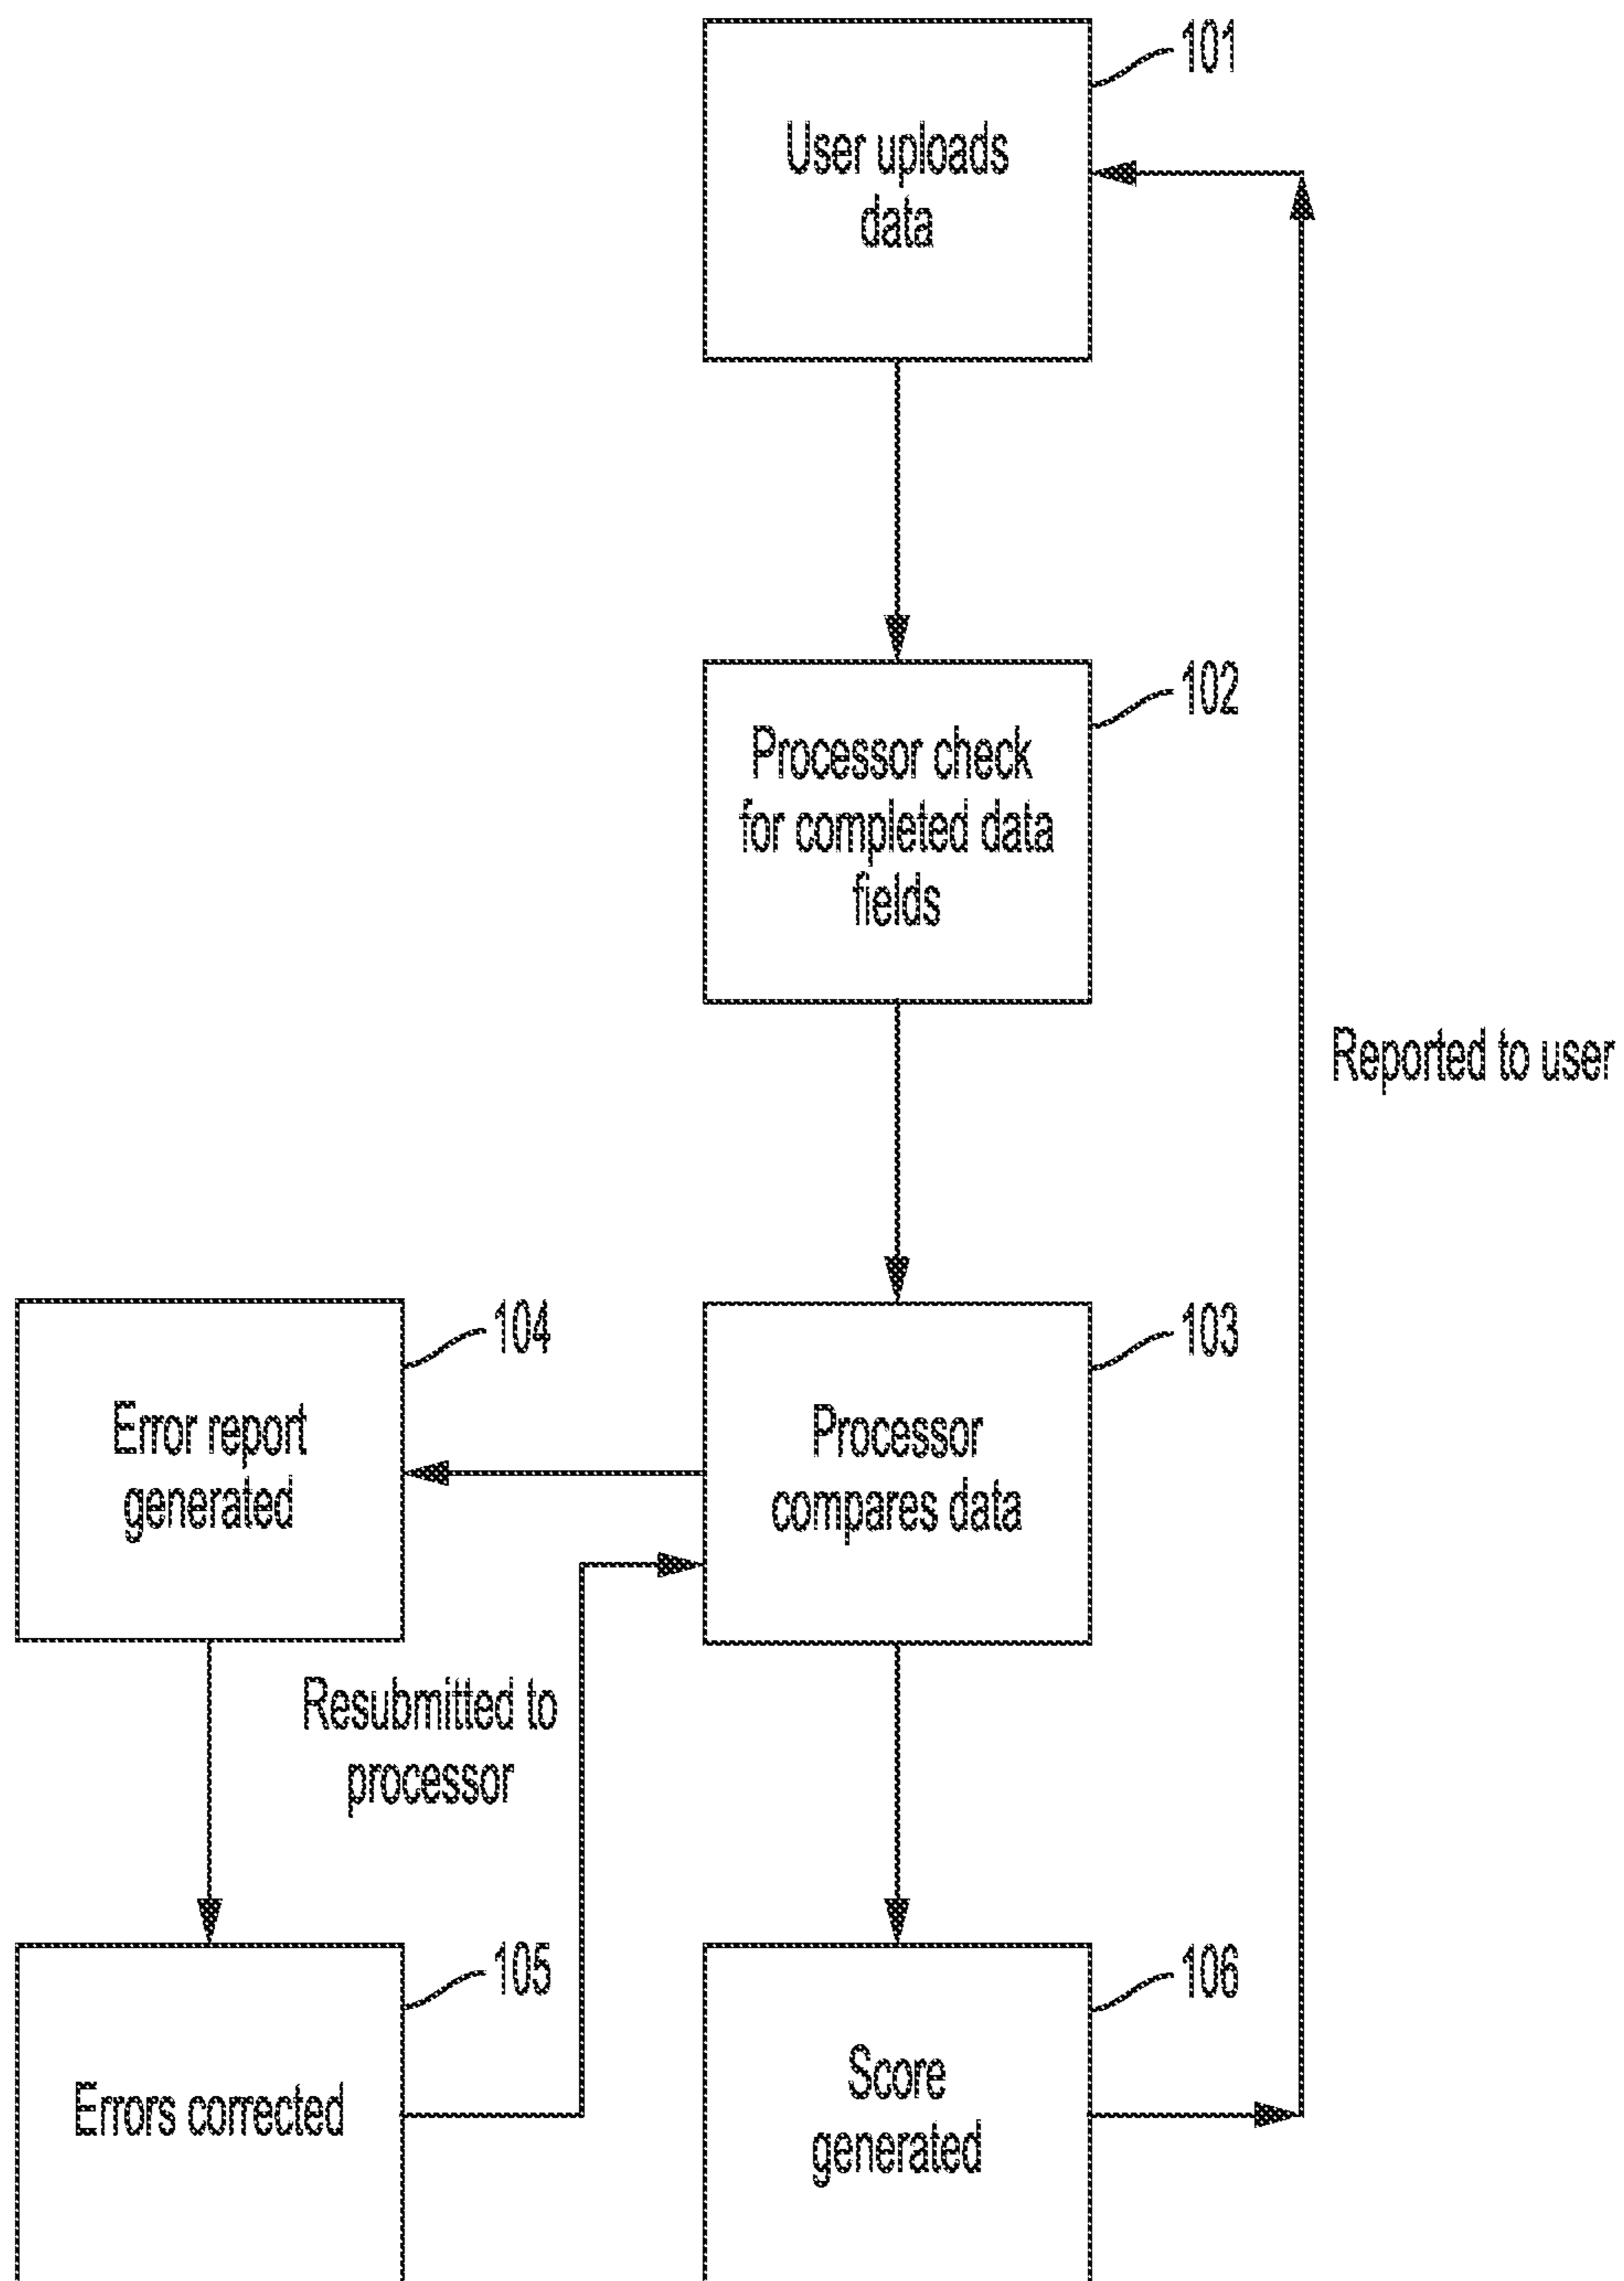 101
User uploads
data
102
Processor check
for completed data
fields
Reported to user
104
Error report
generated
103
Processor
compares data
Resubmitted to
processor
105
Errors corrected
106
Score
generated